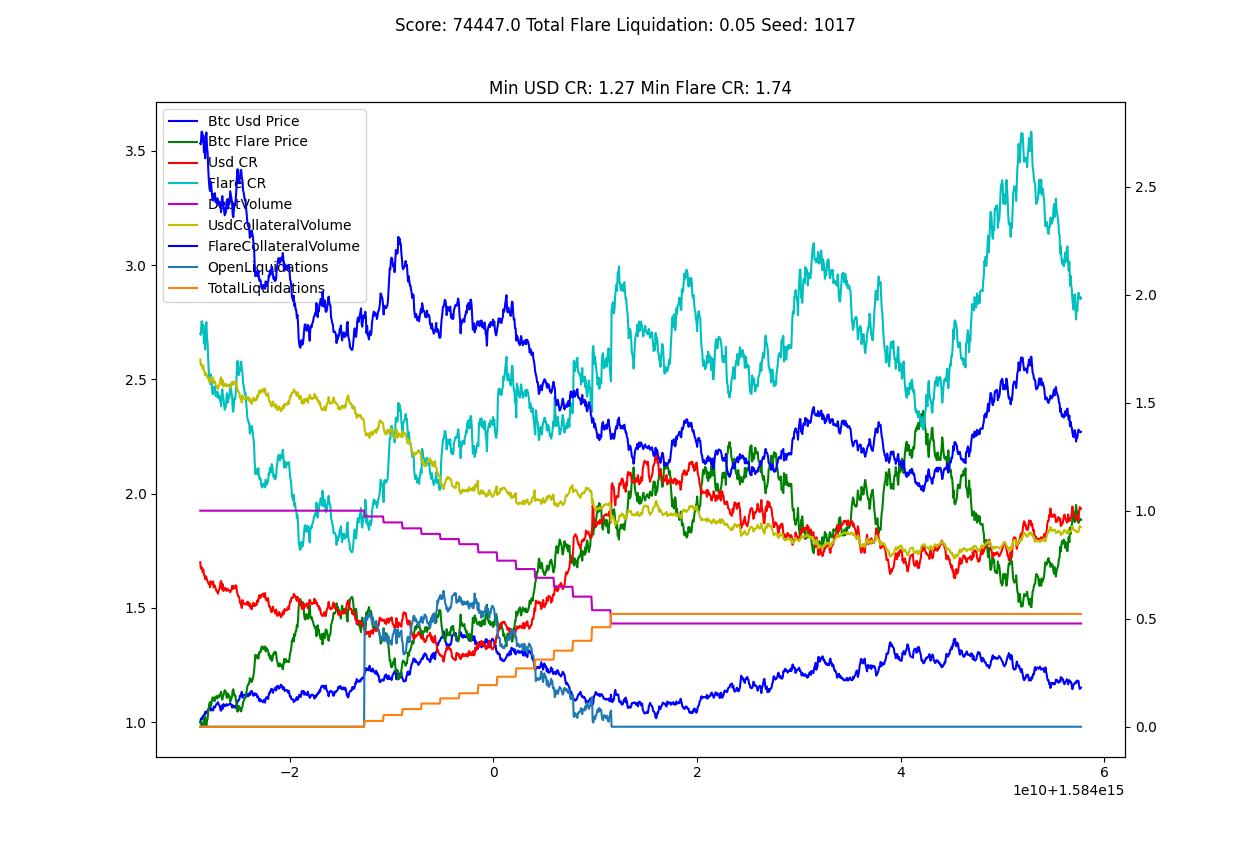 Score: 74447.0 Total Flare Liquidation: 0.05 Seed: 1017
Min USD CR: 1.27 Min Flare CR: 1.74
Btc Usd Price
Btc Flare Price
Usd CR
Flare CR
DebtVolume
UsdCollateralVolume
FlareCollateralVolume
OpenLiquidations
TotalLiquidations
3.5
3.0
2.5
2.0
1.5
1.0
2.5
2.0
1.5
1.0
0.5
0.0
−2
0
2
4
6
1e10+1.584e15